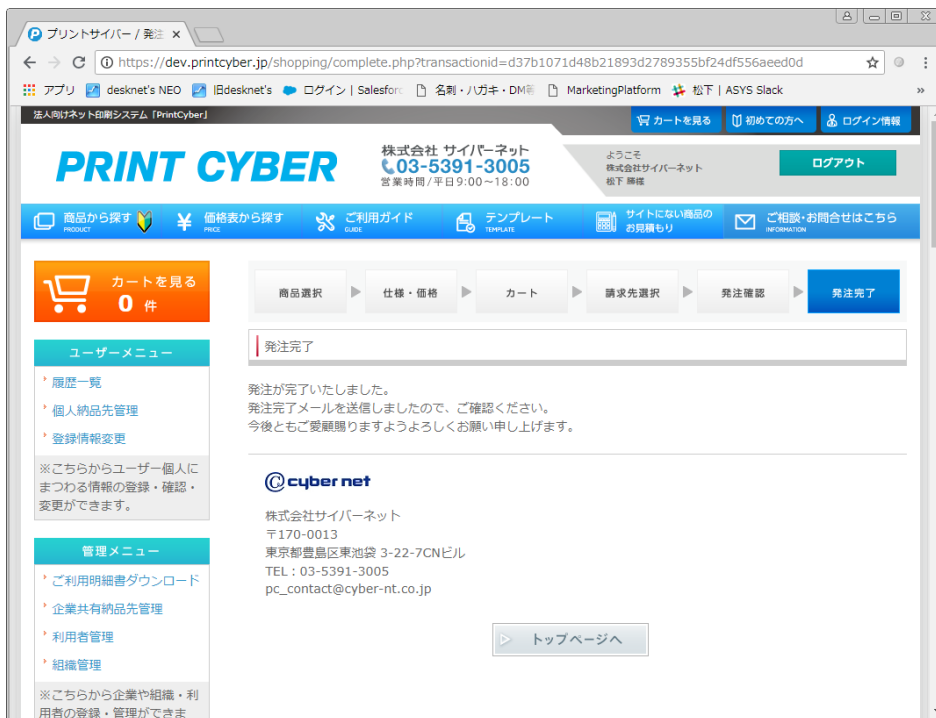 プリントサイバー / 発注
https://dev.printcyber.jp/shopping/complete.php?transactionid=d37b1071d48b21893d2789355bf24df556aeed0d
アプリ desknet's NEO 旧desknet's ログイン | Salesforc 名刺・ハガキ・DM MarketingPlatform 松下 | ASYS Slack
法人向けネット印刷システム「PrintCyber」
カートを見る 初めての方へ ログイン情報
PRINT CYBER
株式会社 サイバーネット
03-5391-3005
営業時間/平日9:00～18:00
ようこそ
株式会社サイバーネット
松下 様
ログアウト
商品から探す
PRODUCT
価格表から探す
PRICE
ご利用ガイド
GUIDE
テンプレート
TEMPLATE
サイトにない商品の
お見積もり
ご相談・お問合せはこちら
INFORMATION
カートを見る
0 件
商品選択 仕様・価格 カート 請求先選択 発注確認 発注完了
ユーザーメニュー
履歴一覧
個人納品先管理
登録情報変更
※こちらからユーザー個人に
まつわる情報の登録・確認・
変更ができます。
管理メニュー
ご利用明細書ダウンロード
企業共有納品先管理
利用者管理
組織管理
※こちらから企業や組織・利
用者の登録・管理ができま
発注完了
発注が完了いたしました。
発注完了メールを送信しましたので、ご確認ください。
今後ともご愛顧賜りますようよろしくお願い申し上げます。
cyber net
株式会社サイバーネット
〒170-0013
東京都豊島区東池袋 3-22-7CNビル
TEL：03-5391-3005
pc_contact@cyber-nt.co.jp
トップページへ